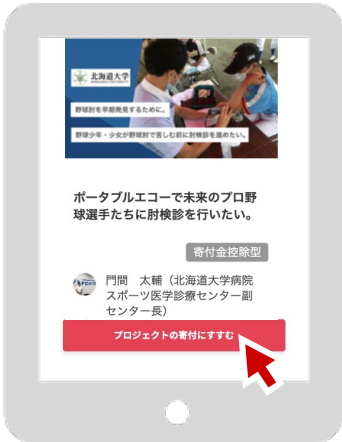 北海道大学
HOKKAIDO UNIVERSITY
野球肘を早期発見するために。
野球少年・少女が野球肘で苦しむ前に肘検診を進めたい。
ポータブルエコーで未来のプロ野
球選手たちに肘検診を行いたい。
寄付金控除型
門間　太輔（北海道大学病院
スポーツ医学診療センター副
センター長）
プロジェクトの寄付にすすむ